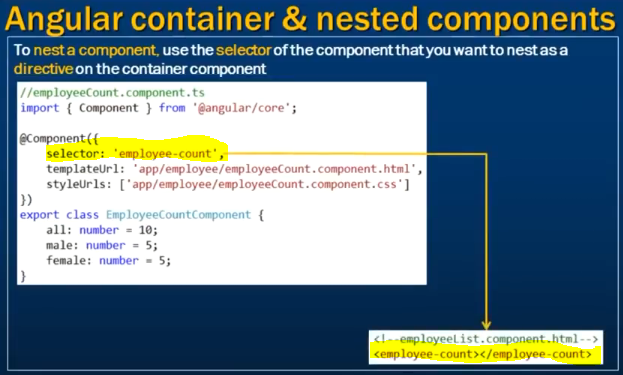 Angular container & nested components
To nest a component, use the selector of the component that you want to nest as a
directive on the container component
//employeeCount.component.ts
import { Component } from '@angular/core';
@Component({
selector: 'employee-count',
templateUrl: 'app/employee/employeeCount.component.html',
styleUrls: ['app/employee/employeeCount.component.css']
})
export class EmployeeCountComponent {
all: number = 10;
male: number = 5;
female: number = 5;
}
<!--employeeList.component.html-->
<employee-count></employee-count>